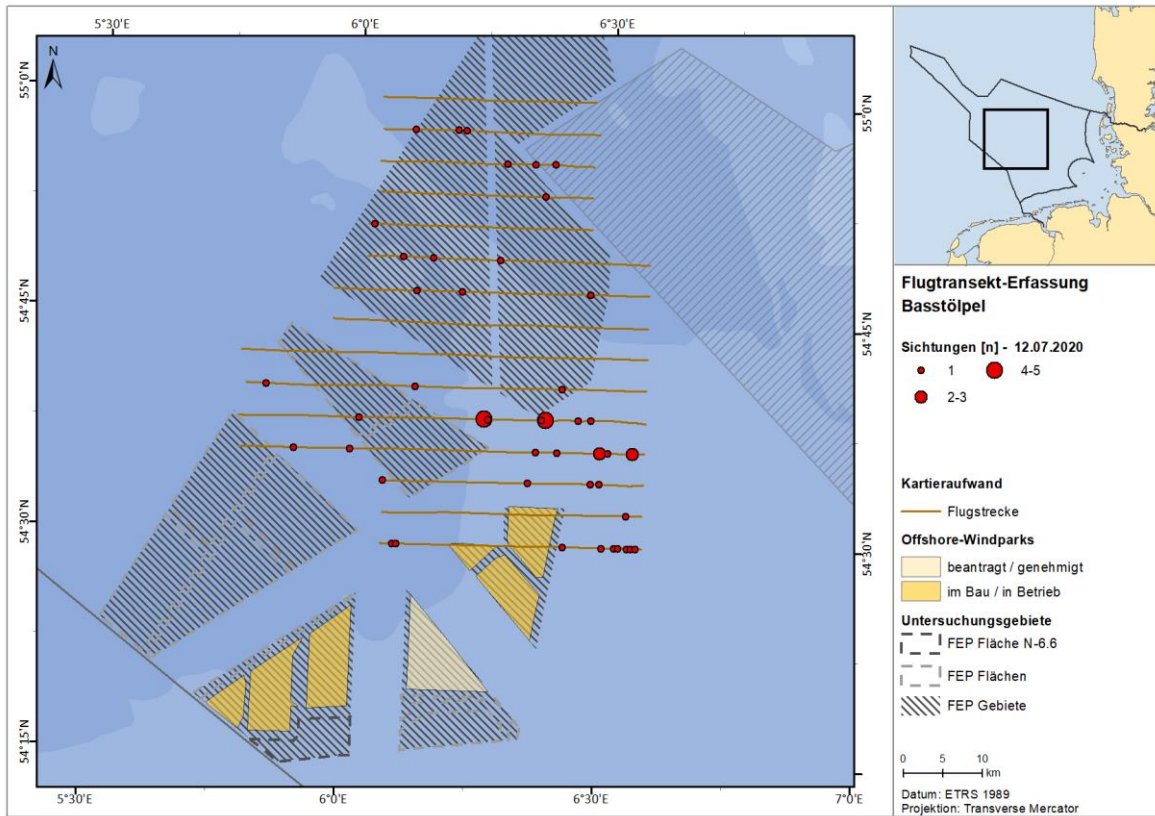 5°30'E
6°0'E
6°30'E
N
55°0'N
54°45'N
54°30'N
54°15'N
55°0'N
54°45'N
54°30'N
5°30'E
6°0'E
6°30'E
7°0'E
Flugtransekt-Erfassung
Basstölpel
Sichtungen [n] - 12.07.2020
1
4-5
2-3
Kartieraufwand
Flugstrecke
Offshore-Windparks
beantragt / genehmigt
im Bau / in Betrieb
Untersuchungsgebiete
FEP Fläche N-6.6
FEP Flächen
FEP Gebiete
0 5 10
km
Datum: ETRS 1989
Projektion: Transverse Mercator